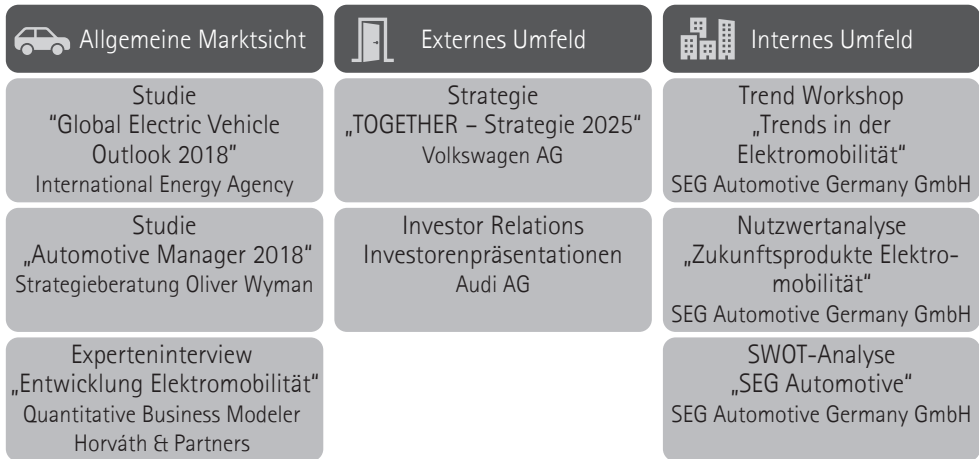 Allgemeine Marktsicht
Studie
"Global Electric Vehicle
Outlook 2018"
International Energy Agency
Studie
„Automotive Manager 2018“
Strategieberatung Oliver Wyman
Experteninterview
„Entwicklung Elektromobilität“
Quantitative Business Modeler
Horváth & Partners
Externes Umfeld
Strategie
„TOGETHER – Strategie 2025“
Volkswagen AG
Investor Relations
Investorenpräsentationen
Audi AG
Internes Umfeld
Trend Workshop
„Trends in der
Elektromobilität“
SEG Automotive Germany GmbH
Nutzwertanalyse
„Zukunftsprodukte Elektro-
mobilität“
SEG Automotive Germany GmbH
SWOT-Analyse
„SEG Automotive“
SEG Automotive Germany GmbH